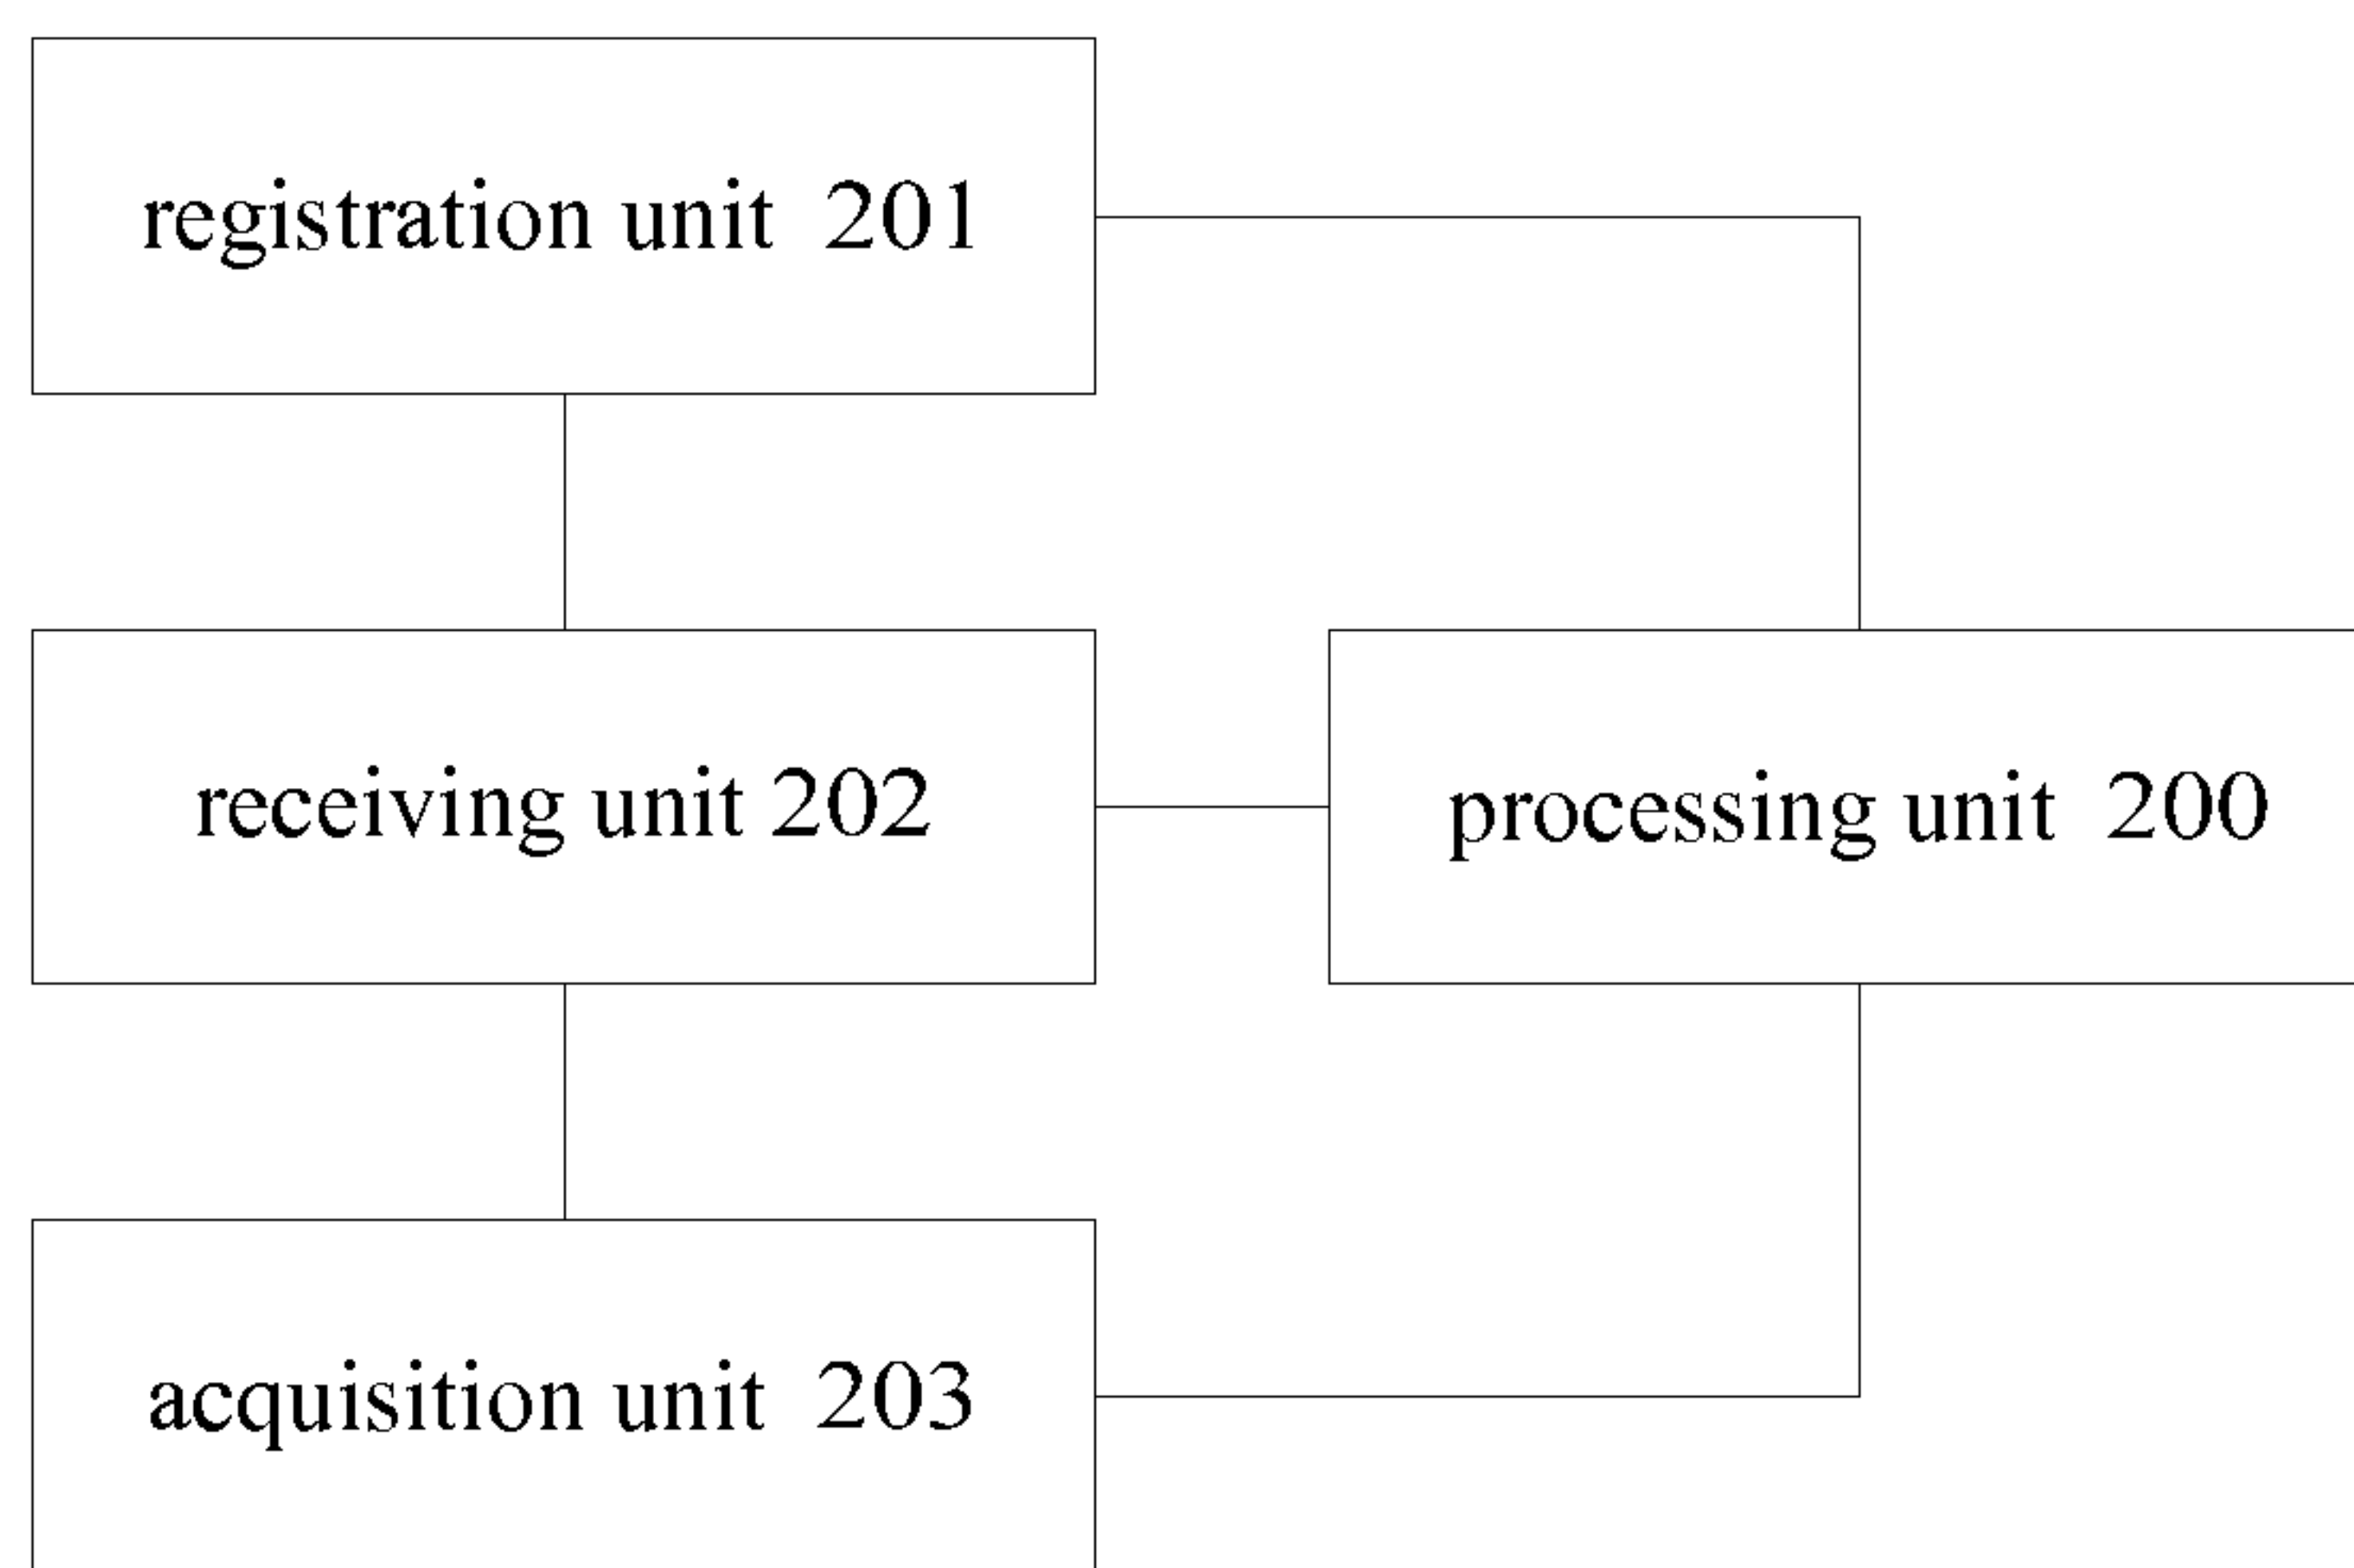 registration unit 201
receiving unit 202
processing unit 200
acquisition unit 203